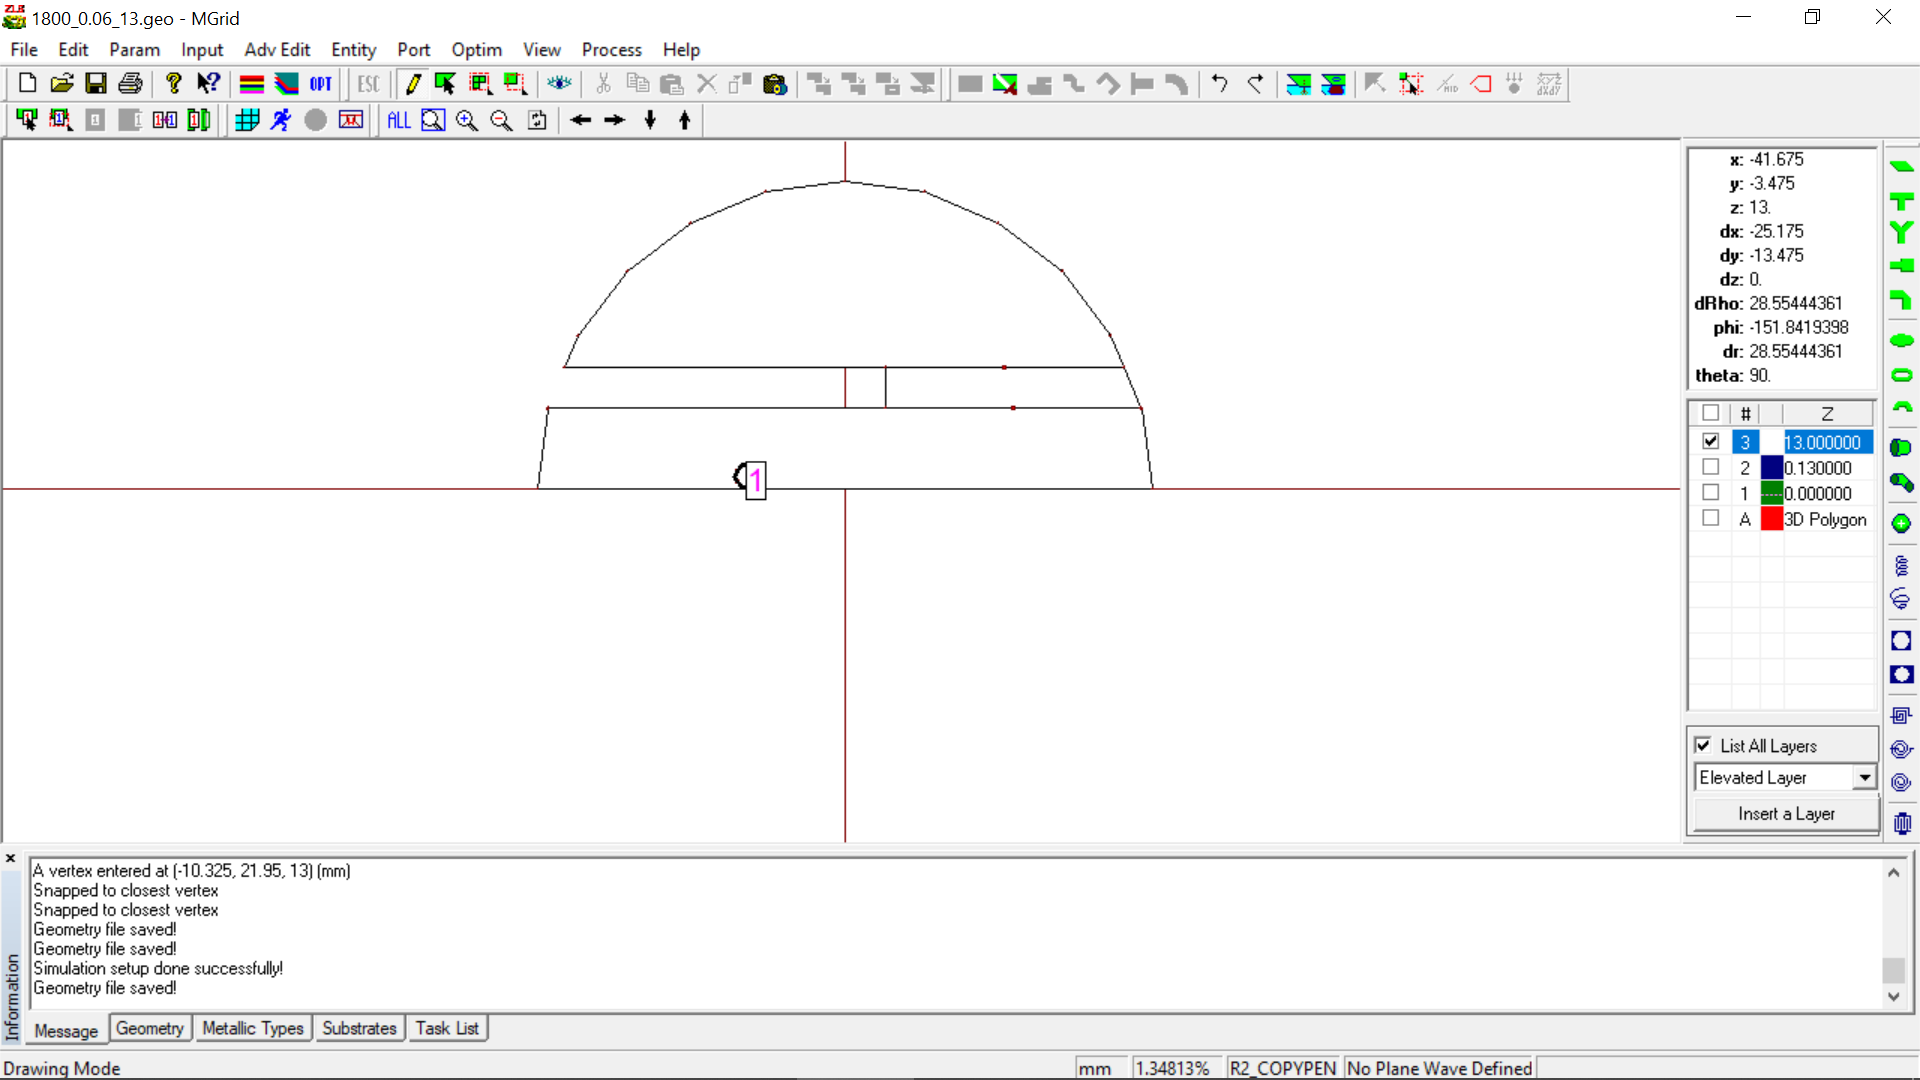 1800_0.06_13.geo - MGrid
File Edit Param Input Adv Edit Entity Port Optim View Process Help
OPT ESC
ALL
x: -41.675
y: -3.475
z: 13.
dx: -25.175
dy: -13.475
dz: 0.
dRho: 28.55444361
phi: -151.8419398
dr: 28.55444361
theta: 90.
# Z
3 13.000000
2 0.130000
1 0.000000
A 3D Polygon
1
List All Layers
Elevated Layer
Insert a Layer
A vertex entered at (-10.325, 21.95, 13) (mm)
Snapped to closest vertex
Snapped to closest vertex
Geometry file saved!
Geometry file saved!
Simulation setup done successfully!
Geometry file saved!
Information
Message Geometry Metallic Types Substrates Task List
Drawing Mode mm 1.34813% R2_COPYPEN No Plane Wave Defined